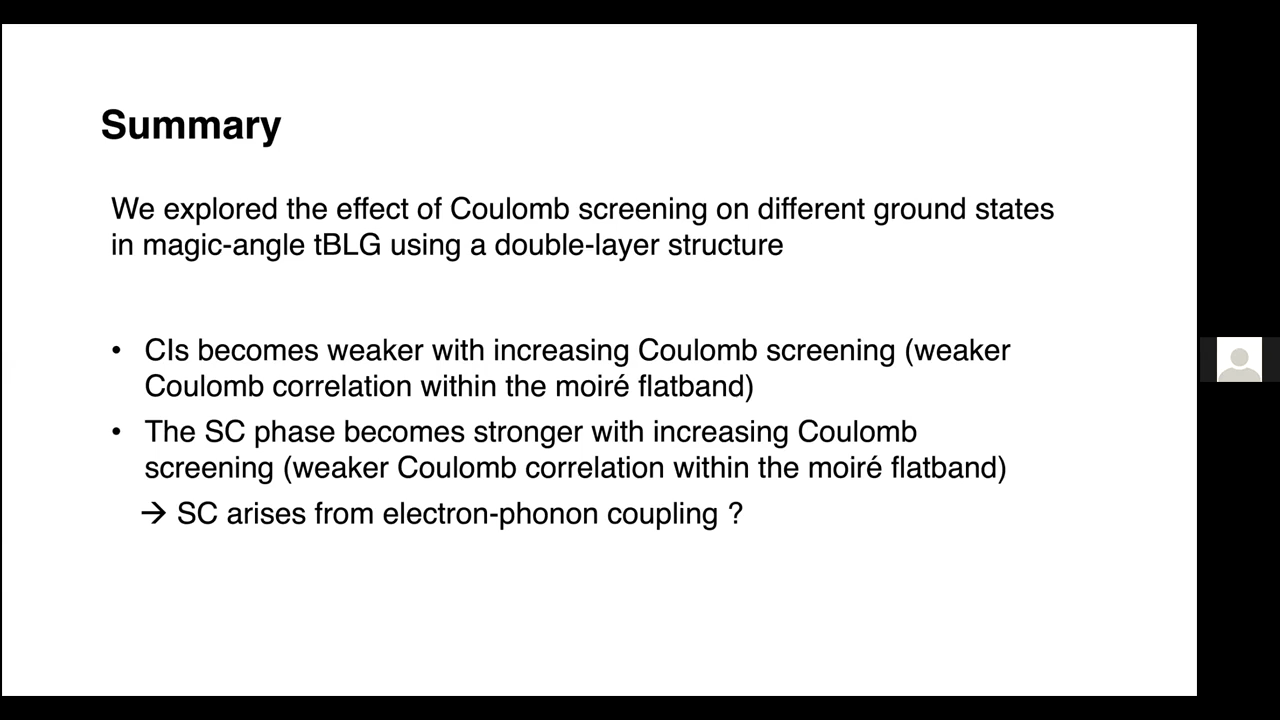 Summary
We explored the effect of Coulomb screening on different ground states
in magic-angle tBLG using a double-layer structure
• CIs becomes weaker with increasing Coulomb screening (weaker
Coulomb correlation within the moiré flatband)
• The SC phase becomes stronger with increasing Coulomb
screening (weaker Coulomb correlation within the moiré flatband)
→ SC arises from electron-phonon coupling ?